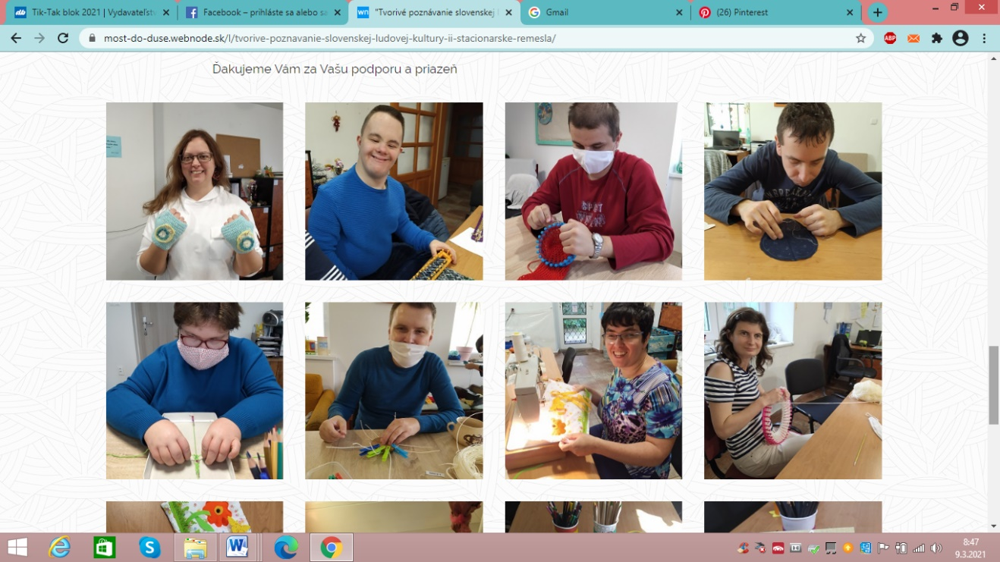 Tik-Tak blok 2021 | Vydavateľst
Facebook – prihláste sa alebo sa
"Tvorivé poznávanie slovenskej
Gmail
(26) Pinterest
most-do-duse.webnode.sk/l/tvorive-poznavanie-slovenskej-ludovej-kultury-ii-stacionarske-remesla/
ABP
Ďakujeme Vám za Vašu podporu a priazeň
8:47
9.3.2021